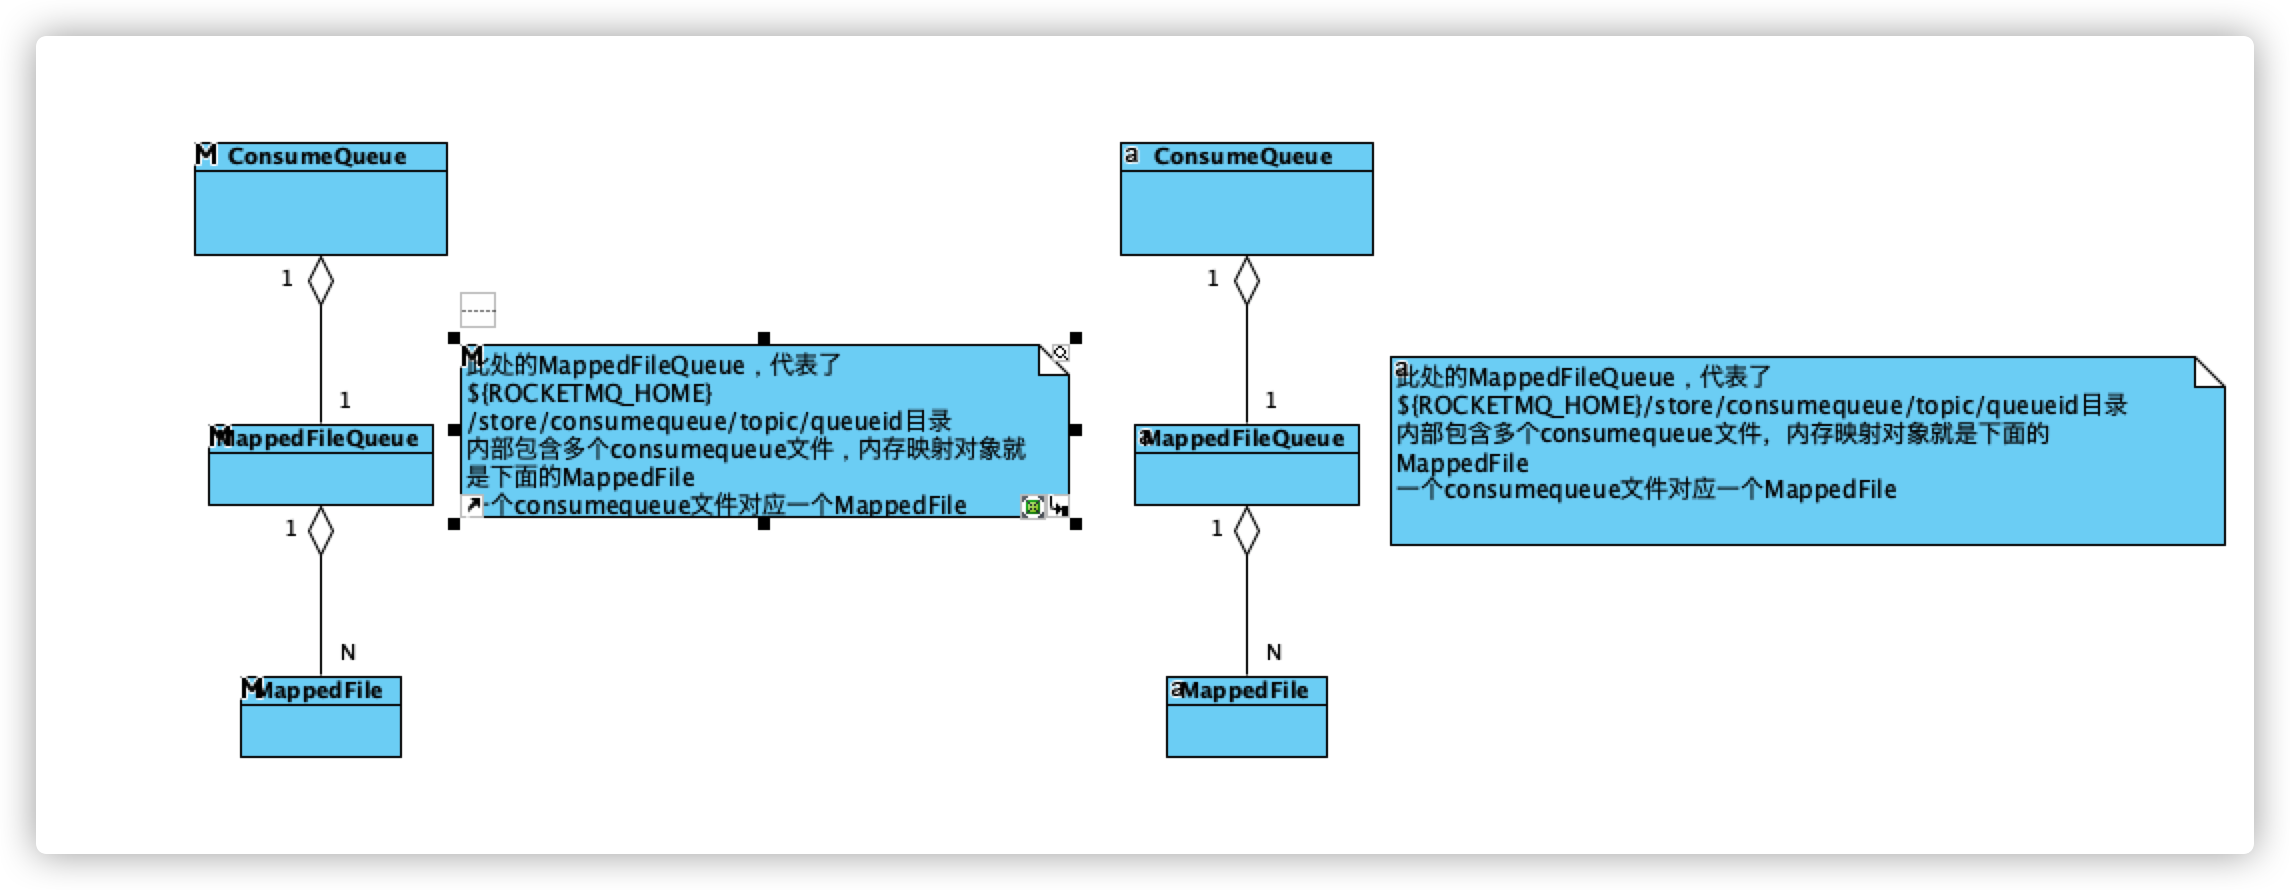 M ConsumeQueue
1
1
MappedFileQueue
1
N
M MappedFile
M
此处的MappedFileQueue，代表了
${ROCKETMQ_HOME}
/store/consumequeue/topic/queueid目录
内部包含多个consumequeue文件，内存映射对象就
是下面的MappedFile
一个consumequeue文件对应一个MappedFile
a ConsumeQueue
1
1
a MappedFileQueue
1
N
a MappedFile
a
此处的MappedFileQueue，代表了
${ROCKETMQ_HOME}/store/consumequeue/topic/queueid目录
内部包含多个consumequeue文件，内存映射对象就是下面的
MappedFile
一个consumequeue文件对应一个MappedFile